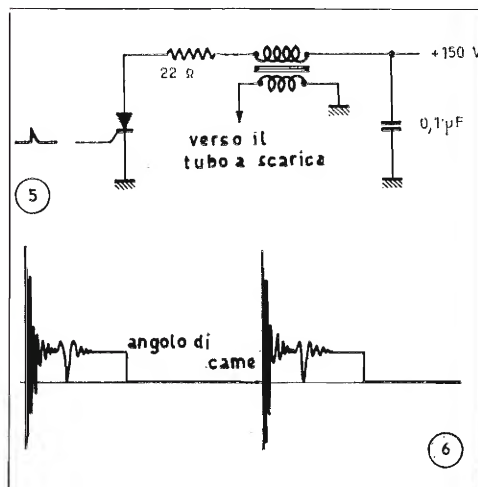 +150 V
22 Ω
0,1µF
verso il
tubo a scarica
5
angolo di
came
6